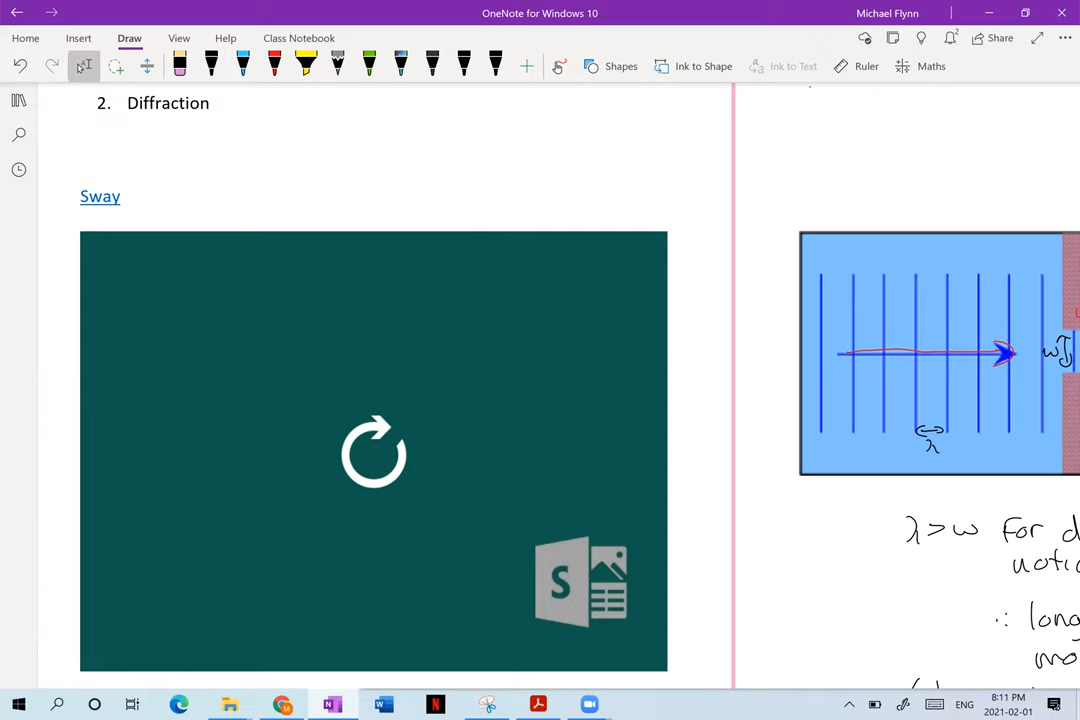 OneNote for Windows 10
Michael Flynn
Home Insert Draw View Help Class Notebook
Share
Shapes Ink to Shape Ink to Text Ruler Maths
2. Diffraction
Sway
S
w
λ
λ > w For d
notic
∴ long
mo
8:11 PM
ENG
2021-02-01